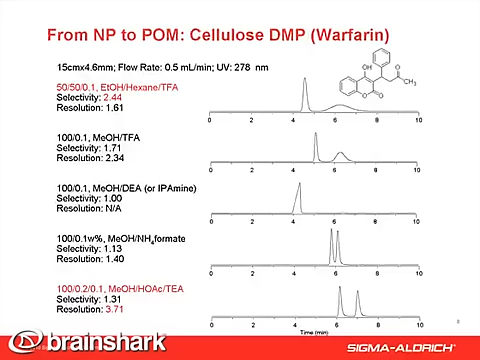 From NP to POM: Cellulose DMP (Warfarin)
15cmx4.6mm; Flow Rate: 0.5 mL/min; UV: 278 nm
50/50/0.1, EtOH/Hexane/TFA
Selectivity: 2.44
Resolution: 1.61
OH
O
CH3
O
O
0 2 4 6 8 10
100/0.1, MeOH/TFA
Selectivity: 1.71
Resolution: 2.34
0 2 4 6 8 10
100/0.1, MeOH/DEA (or IPAmine)
Selectivity: 1.00
Resolution: N/A
0 2 4 6 8 10
100/0.1w%, MeOH/NH4formate
Selectivity: 1.13
Resolution: 1.40
0 2 4 6 8 10
100/0.2/0.1, MeOH/HOAc/TEA
Selectivity: 1.31
Resolution: 3.71
0 2 4 6 8 10
Time (min)
8
brainshark
SIGMA-ALDRICH